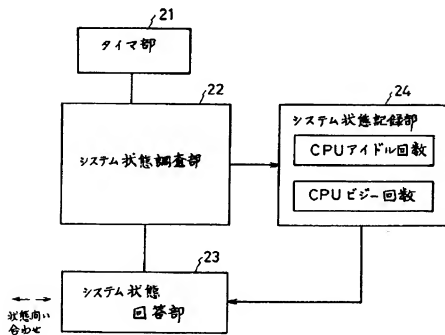 21
タイマ部
22
システム状態調査部
24
システム状態記録部
CPUアイドル回数
CPUビジー回数
23
システム状態
回答部
状態問い
合わせ